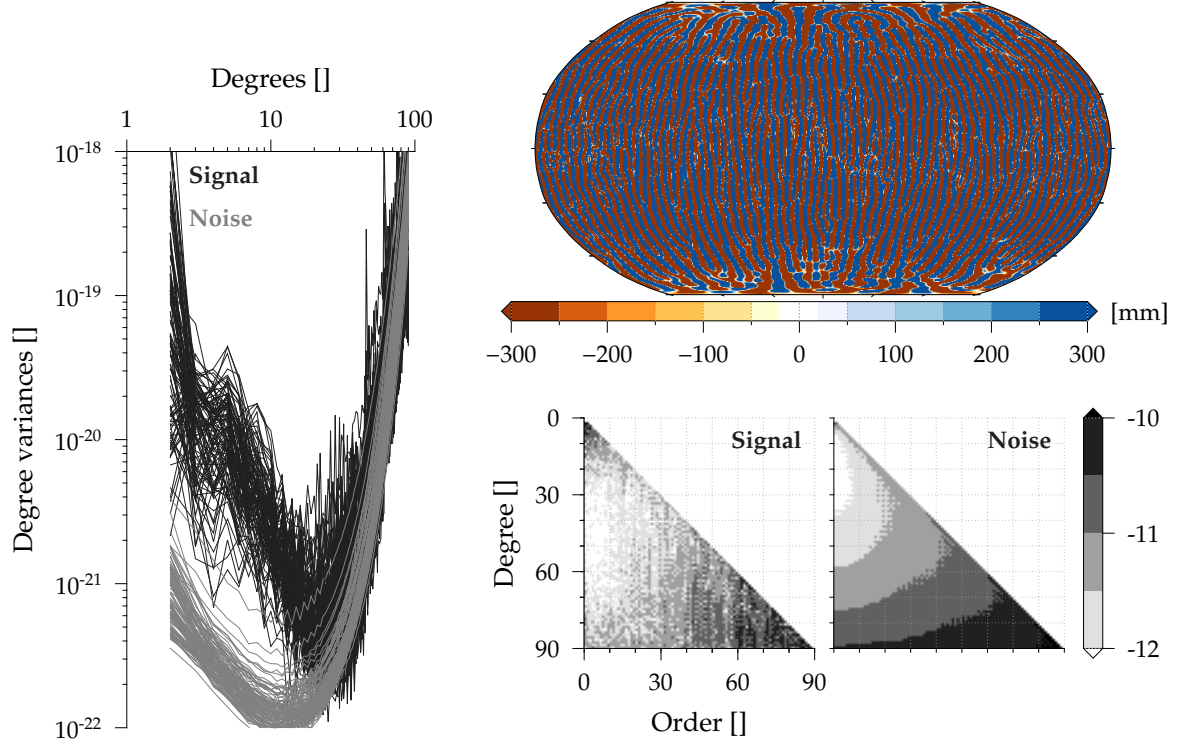 Degrees []
1 10 100
Degree variances []
10-18
10-19
10-20
10-21
10-22
Signal
Noise
−300 −200 −100 0 100 200 300 [mm]
Degree []
0
30
60
90
Signal
Noise
0 30 60 90
Order []
-10
-11
-12